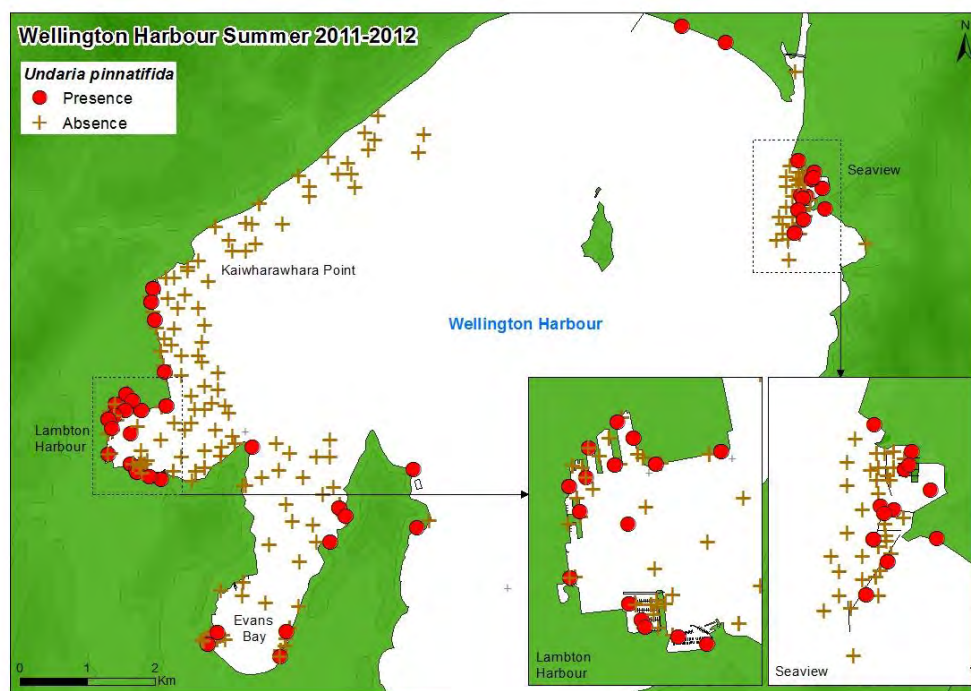 Wellington Harbour Summer 2011-2012
Undaria pinnatifida
Presence
Absence
N
Seaview
Kaiwharawhara Point
Wellington Harbour
Lambton
Harbour
Evans
Bay
0 1 2
Km
Lambton
Harbour
Seaview